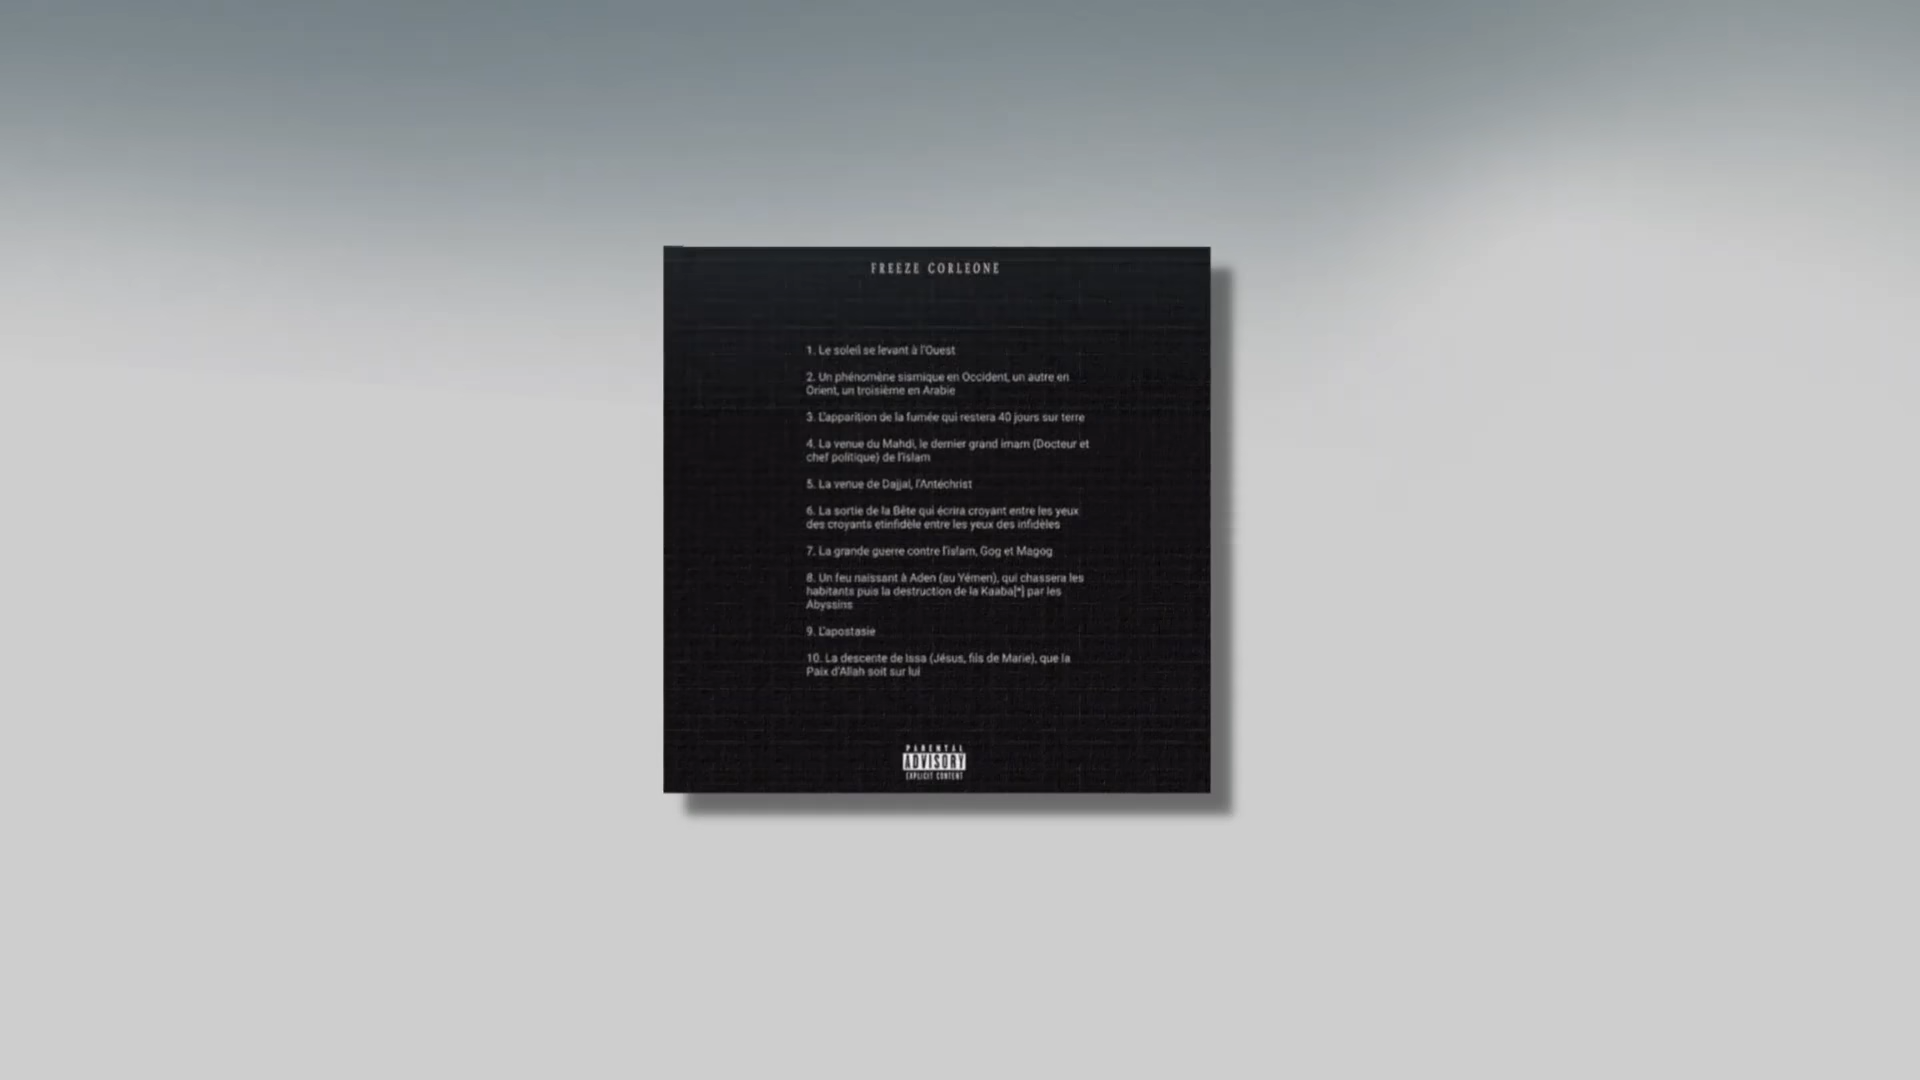 FREEZE CORLEONE
1. Le soleil se levant à l'Ouest
2. Un phénomène sismique en Occident, un autre en
Orient, un troisième en Arabie
3. L'apparition de la fumée qui restera 40 jours sur terre
4. La venue du Mahdi, le dernier grand imam (Docteur et
chef politique) de l'islam
5. La venue de Dajjal, l'Antéchrist
6. La sortie de la Bête qui écrira croyant entre les yeux
des croyants etinfidèle entre les yeux des infidèles
7. La grande guerre contre l'islam, Gog et Magog
8. Un feu naissant à Aden (au Yémen), qui chassera les
habitants puis la destruction de la Kaaba[*] par les
Abyssins
9. L'apostasie
10. La descente de Issa (Jésus, fils de Marie), que la
Paix d'Allah soit sur lui
PARENTAL
ADVISORY
EXPLICIT CONTENT